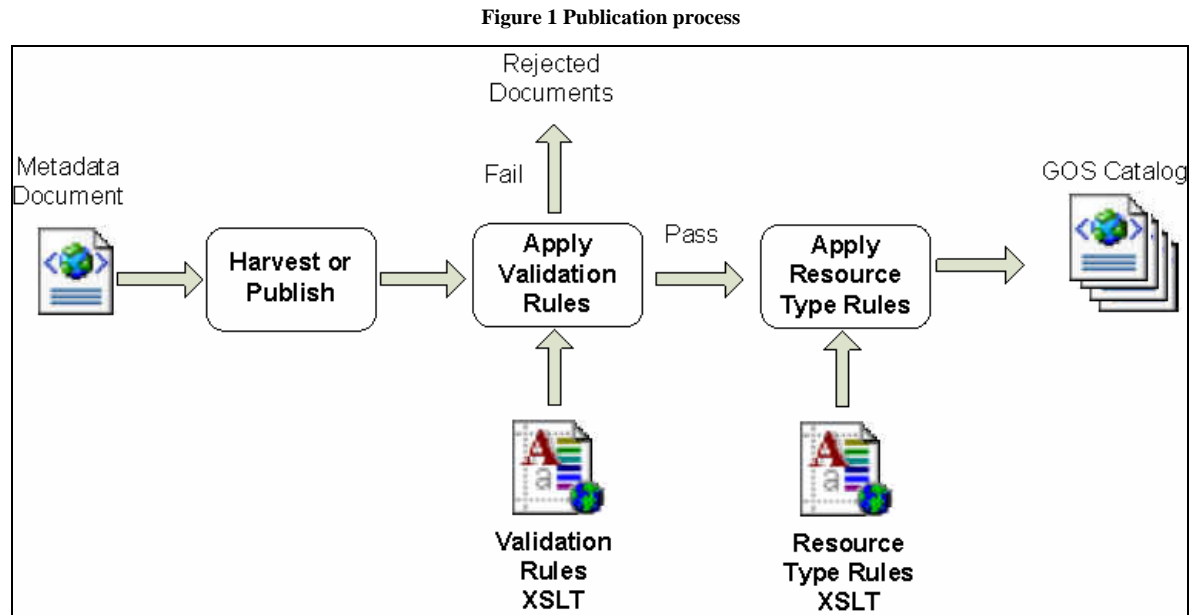 Figure 1 Publication process
Rejected
Documents
Metadata
Document
Fail
GOS Catalog
Pass
Harvest or
Publish
Apply
Validation
Rules
Apply
Resource
Type Rules
Validation
Rules
XSLT
Resource
Type Rules
XSLT